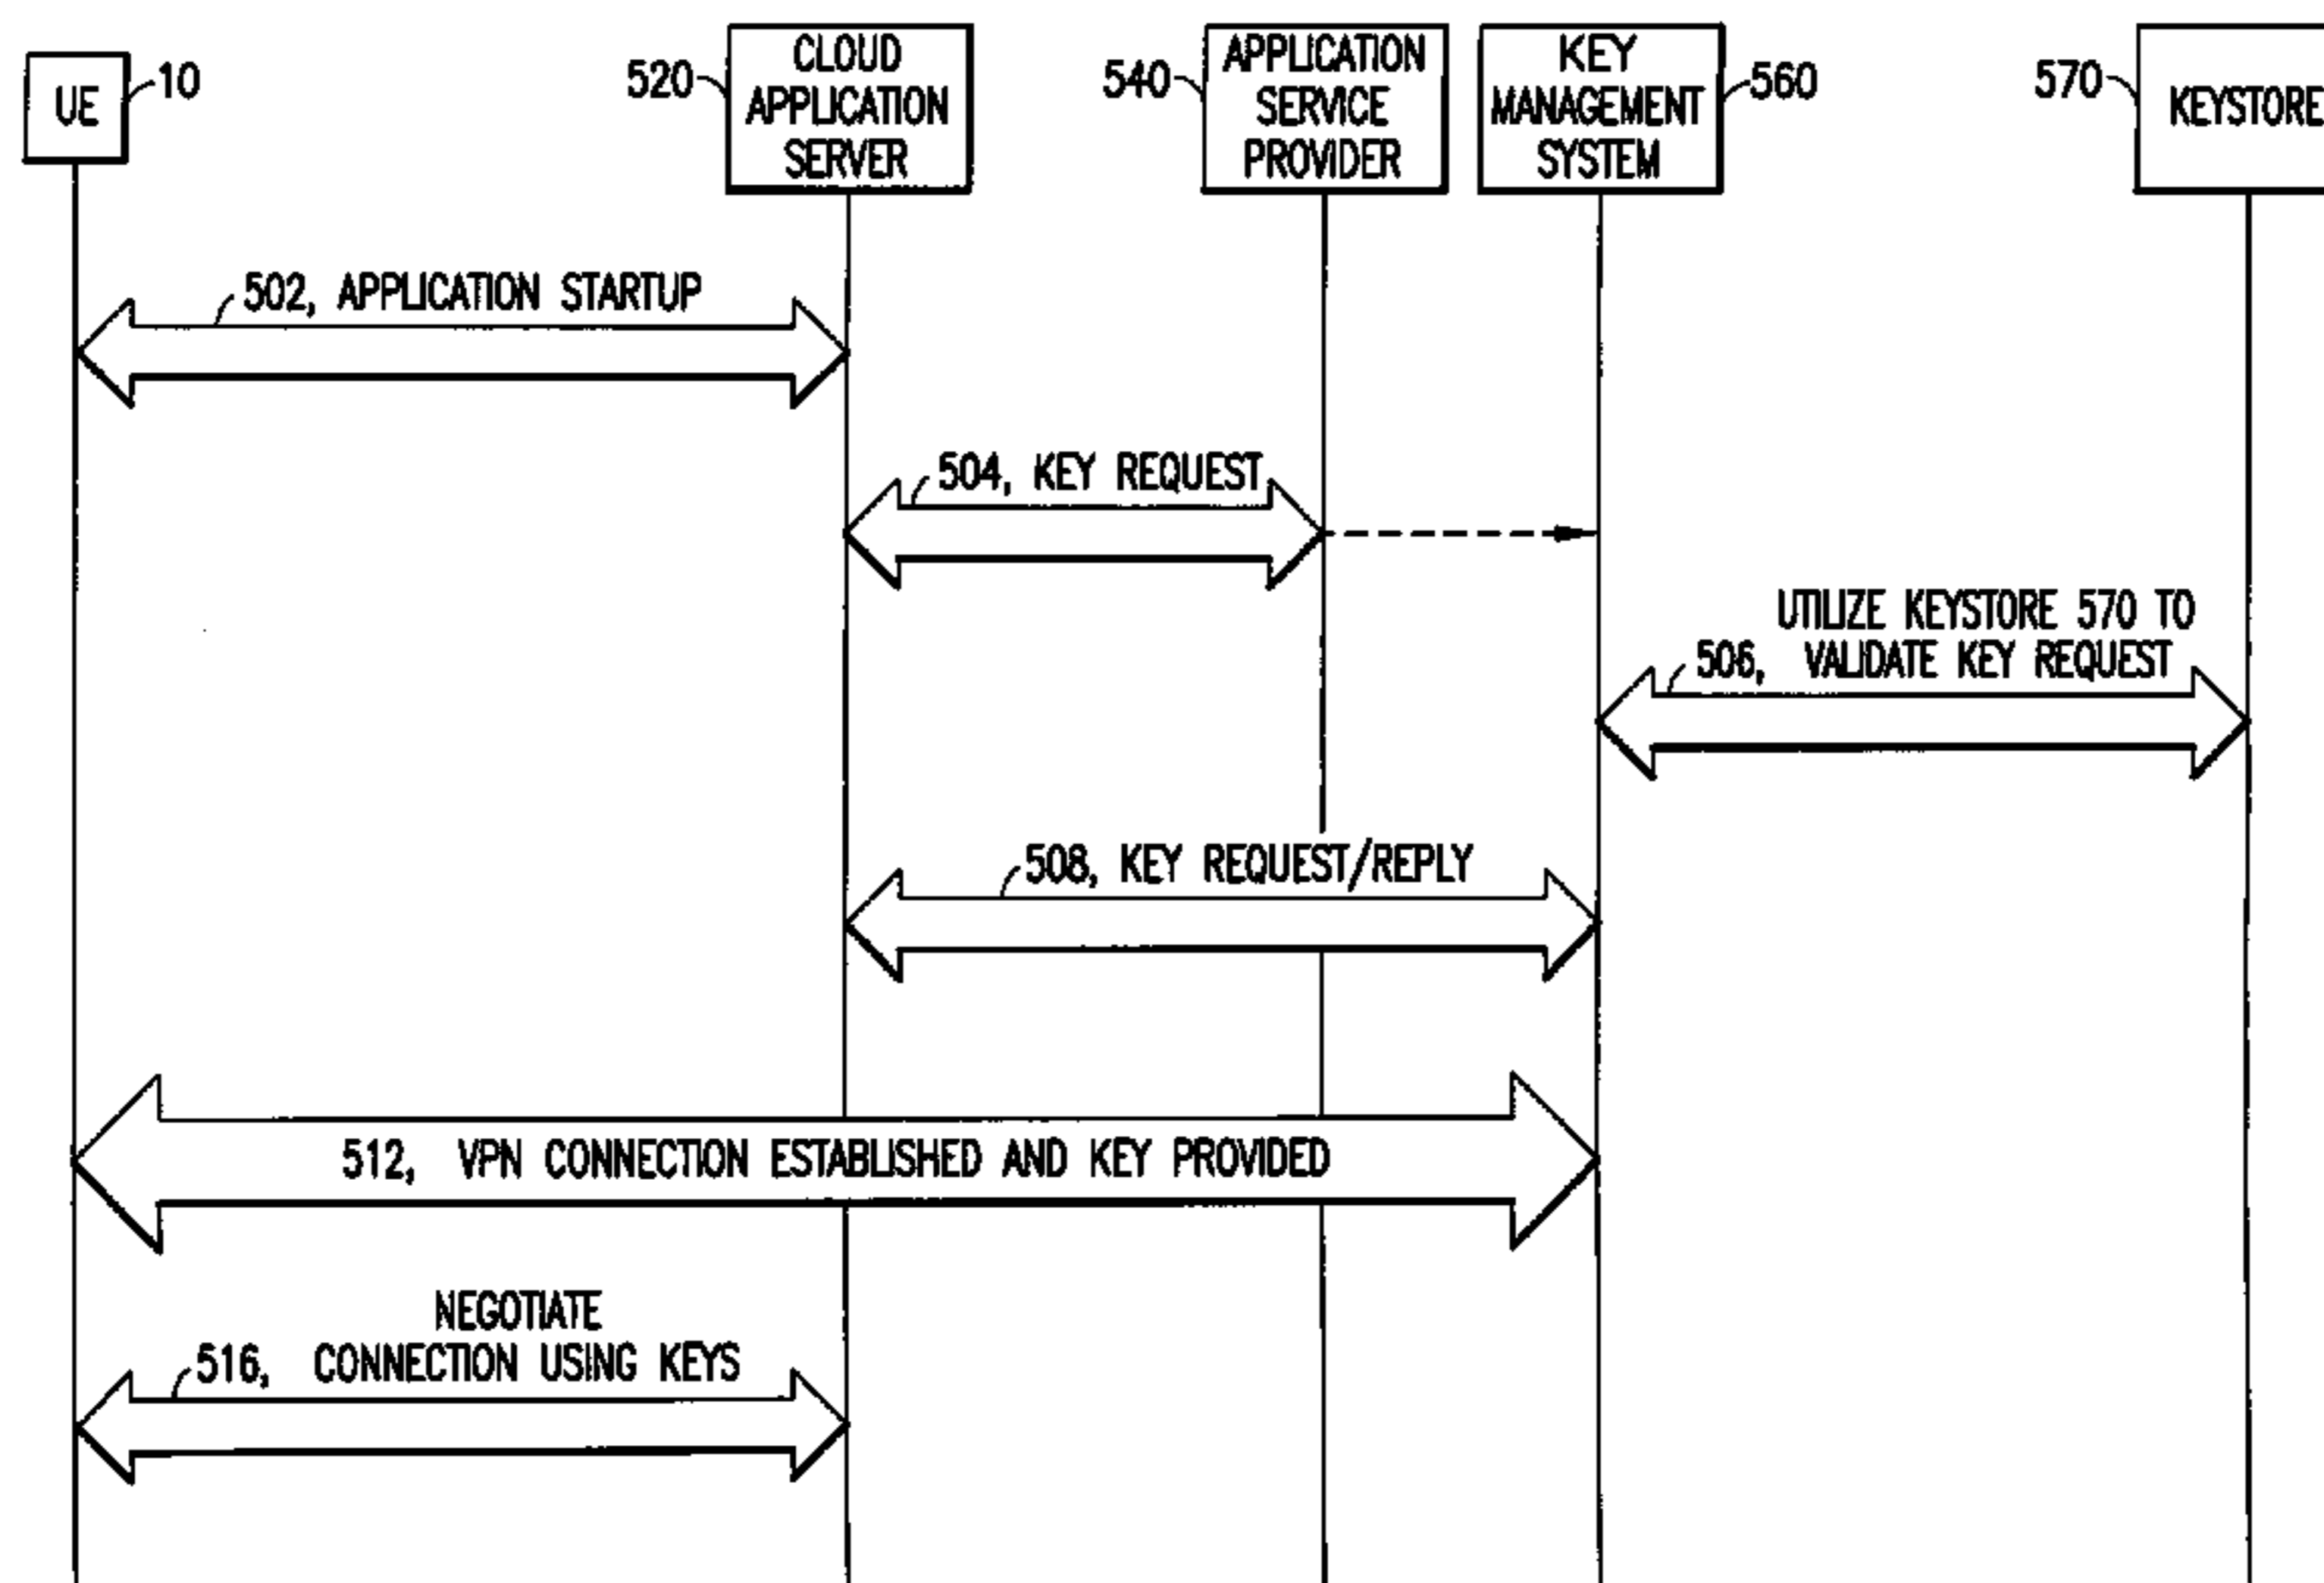 UE
10
520
CLOUD
APPLICATION
SERVER
540
APPLICATION
SERVICE
PROVIDER
KEY
MANAGEMENT
SYSTEM
560
570
KEYSTORE
502, APPLICATION STARTUP
504, KEY REQUEST
UTILIZE KEYSTORE 570 TO
506, VALIDATE KEY REQUEST
508, KEY REQUEST/REPLY
512, VPN CONNECTION ESTABLISHED AND KEY PROVIDED
NEGOTIATE
516, CONNECTION USING KEYS